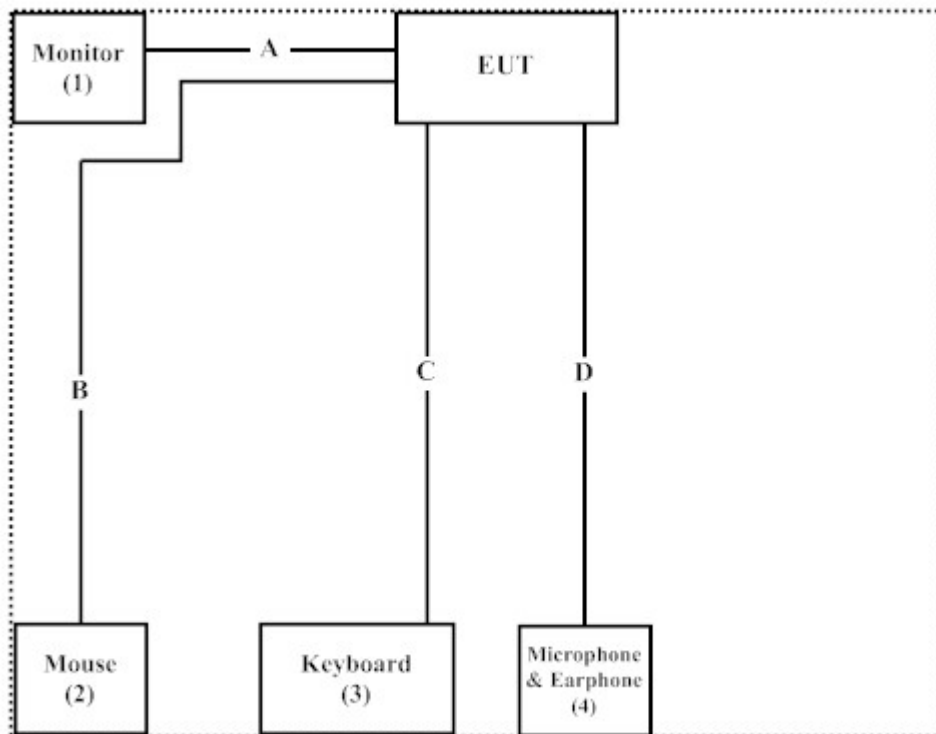 Monitor
(1)
A
EUT
B
C
D
Mouse
(2)
Keyboard
(3)
Microphone
& Earphone
(4)